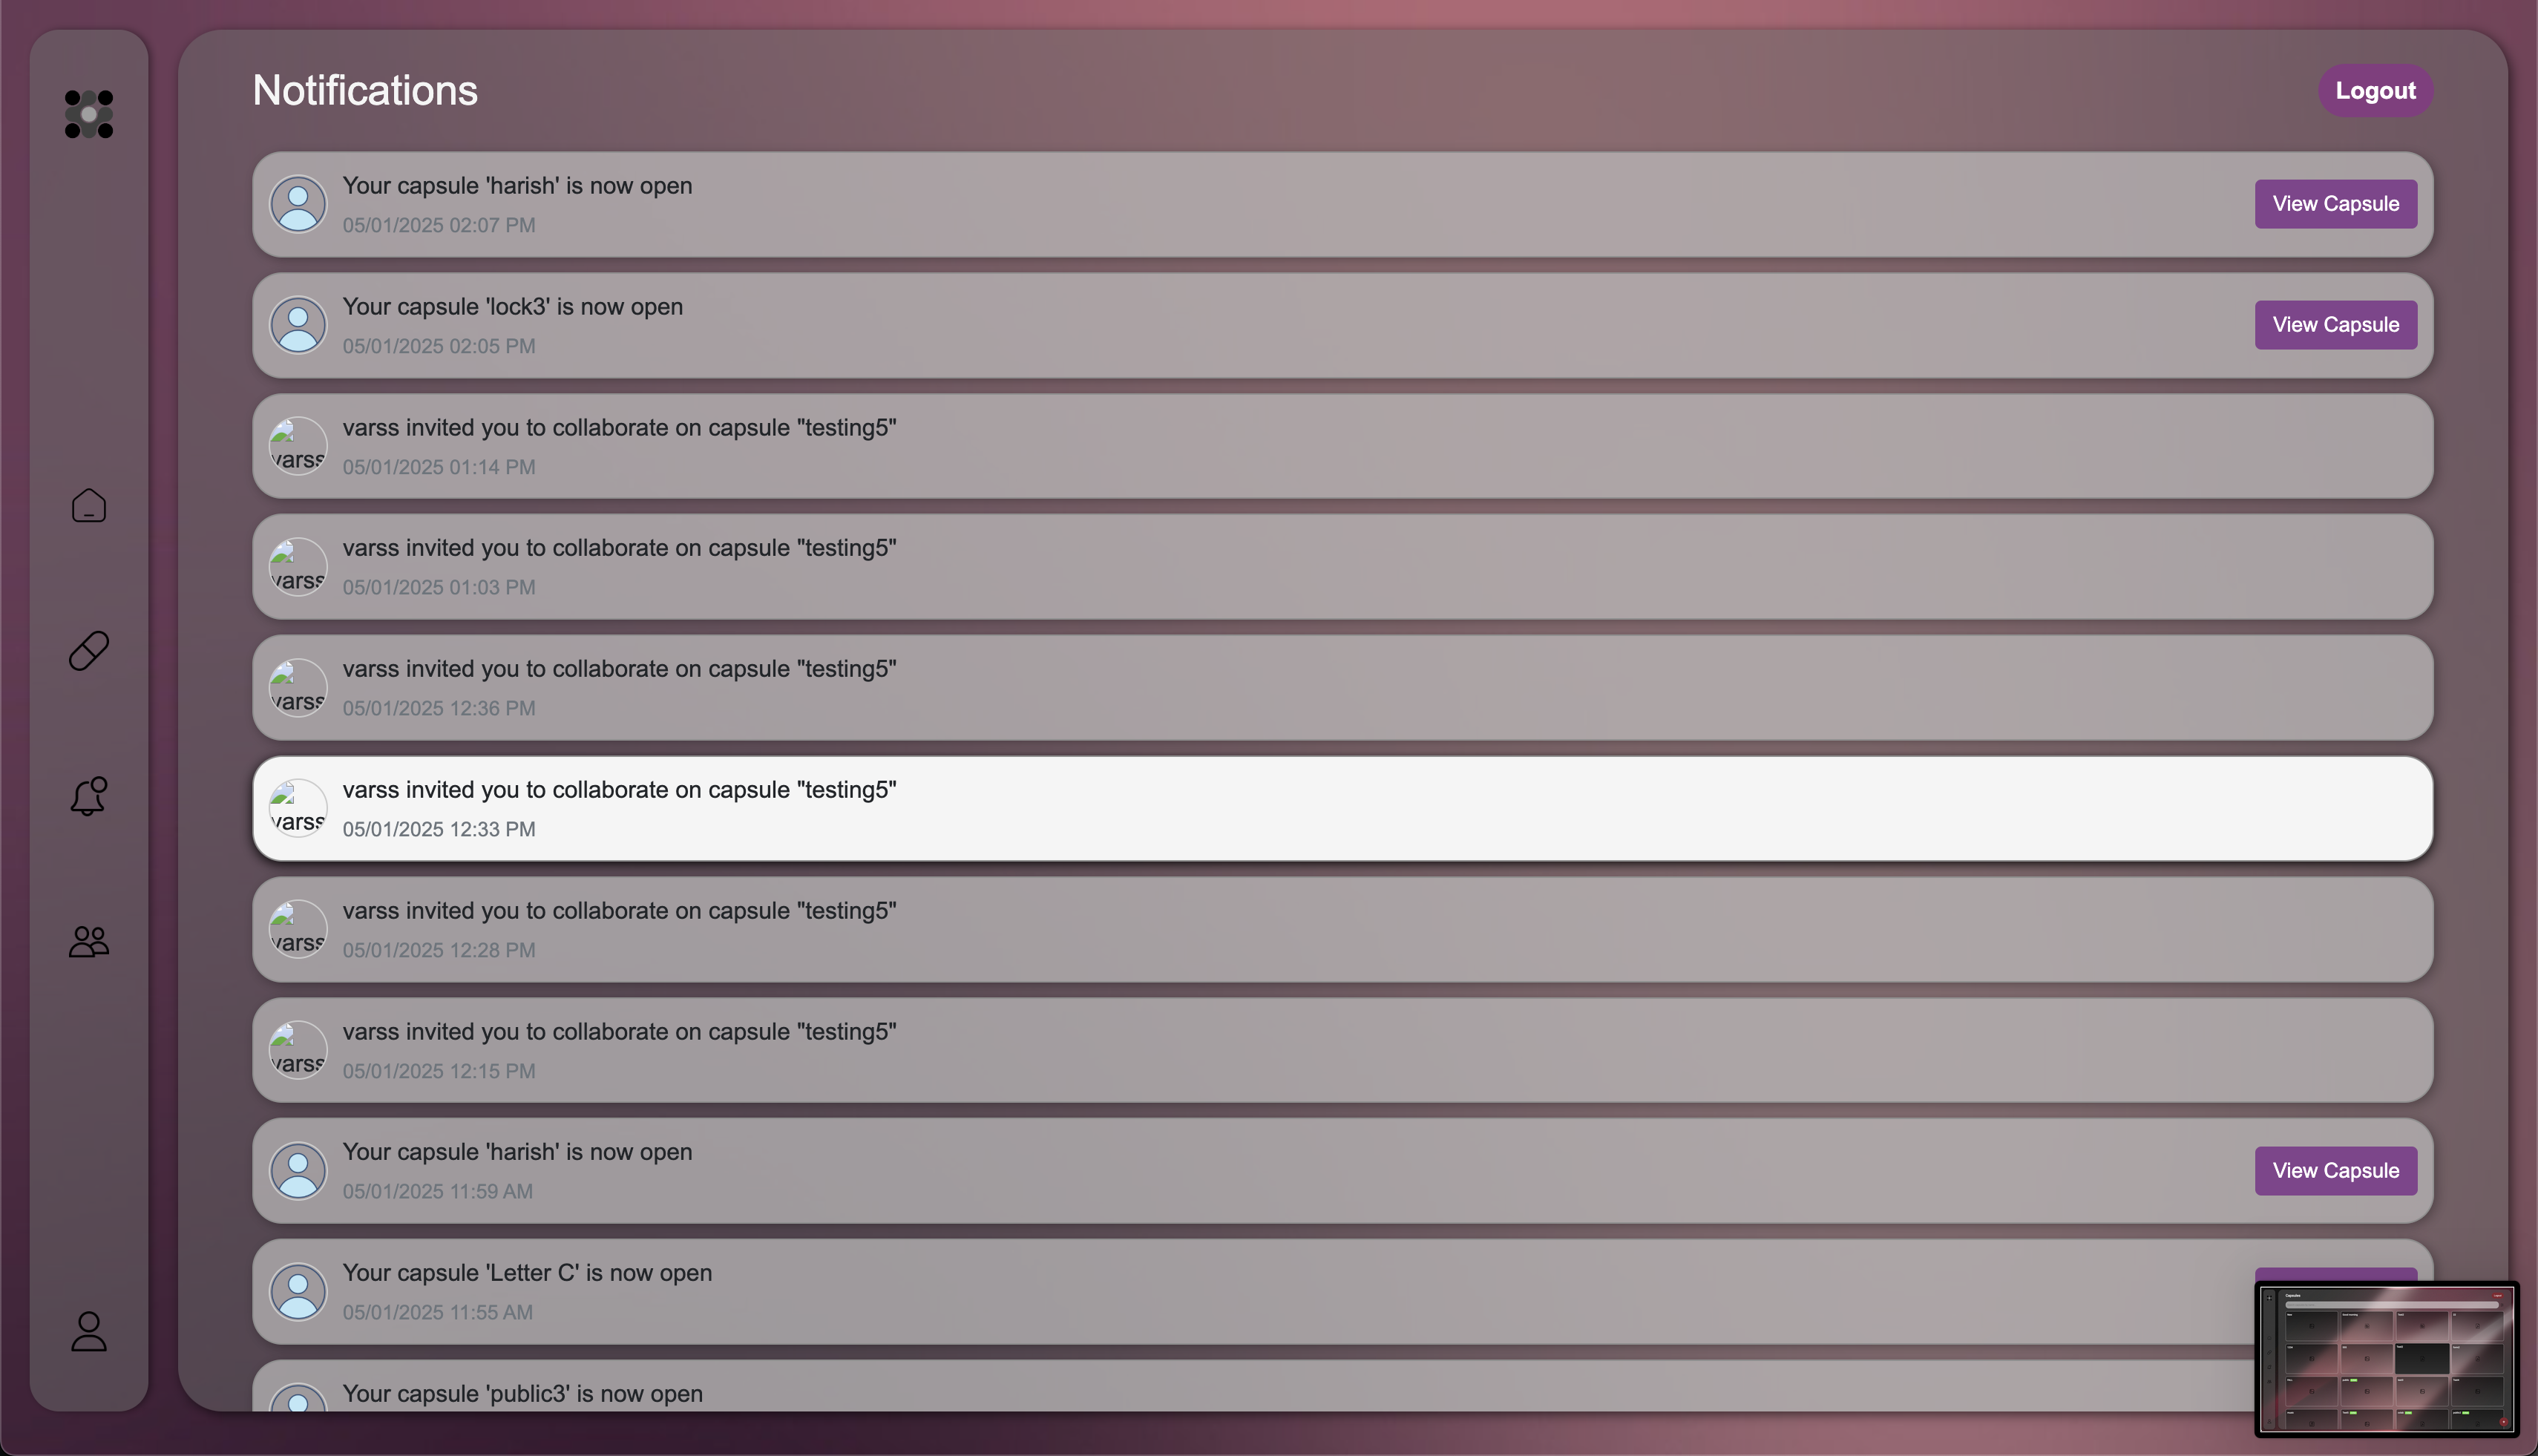 Notifications
Logout
Your capsule 'harish' is now open
05/01/2025 02:07 PM
View Capsule
Your capsule 'lock3' is now open
05/01/2025 02:05 PM
View Capsule
varss
varss invited you to collaborate on capsule "testing5"
05/01/2025 01:14 PM
varss
varss invited you to collaborate on capsule "testing5"
05/01/2025 01:03 PM
varss
varss invited you to collaborate on capsule "testing5"
05/01/2025 12:36 PM
varss
varss invited you to collaborate on capsule "testing5"
05/01/2025 12:33 PM
varss
varss invited you to collaborate on capsule "testing5"
05/01/2025 12:28 PM
varss
varss invited you to collaborate on capsule "testing5"
05/01/2025 12:15 PM
Your capsule 'harish' is now open
05/01/2025 11:59 AM
View Capsule
Your capsule 'Letter C' is now open
05/01/2025 11:55 AM
Your capsule 'public3' is now open
Capsules